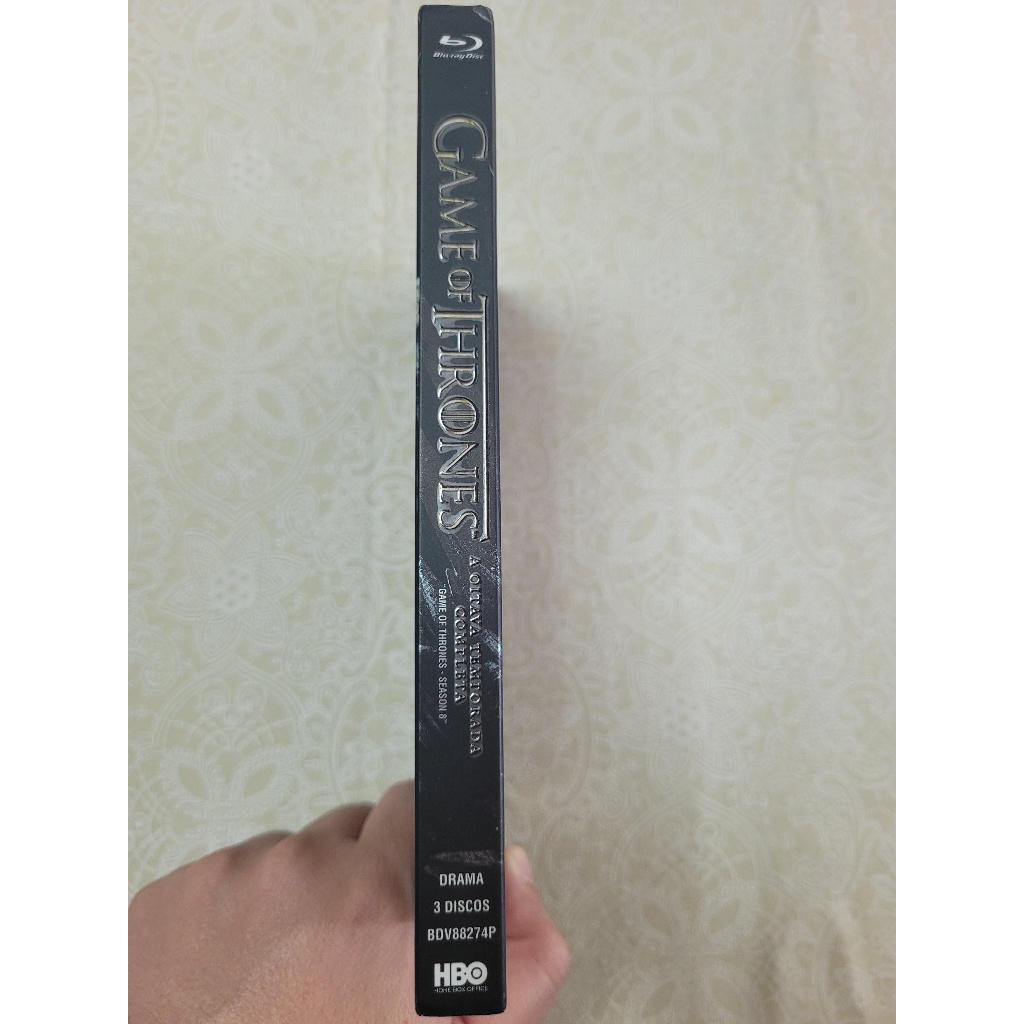 Blu-ray Disc
GAME OF THRONES™
A OITAVA TEMPORADA
COMPLETA
"GAME OF THRONES - SEASON 8"
DRAMA
3 DISCOS
BDV88274P
HBO
HOME BOX OFFICE